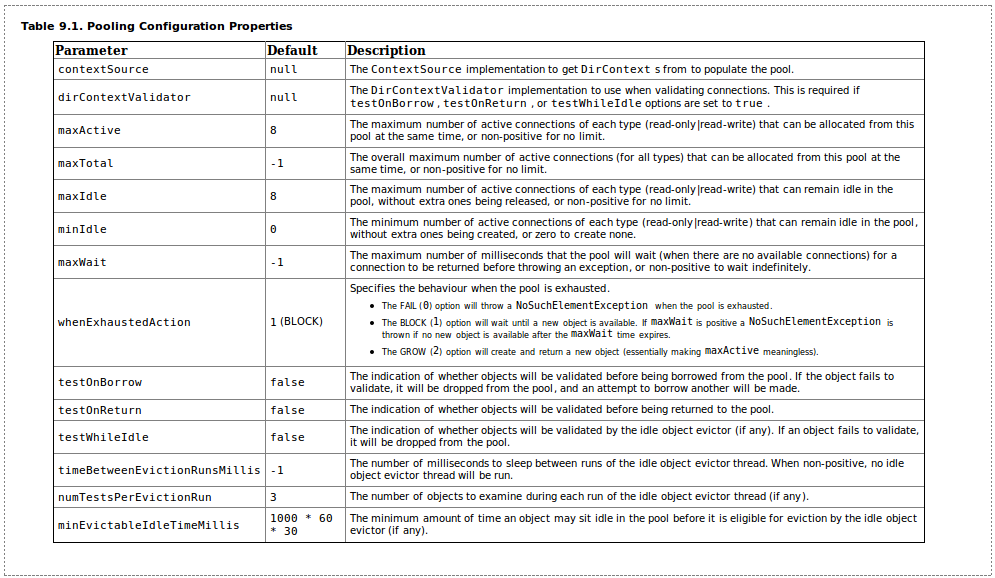 Table 9.1. Pooling Configuration Properties
Parameter Default Description
contextSource null The ContextSource implementation to get DirContext s from to populate the pool.
The DirContextValidator implementation to use when validating connections. This is required if
dirContextValidator null
testOnBorrow , testOnReturn , or testWhileIdle options are set to true .
The maximum number of active connections of each type (read-only|read-write) that can be allocated from this
maxActive 8
pool at the same time, or non-positive for no limit.
The overall maximum number of active connections (for all types) that can be allocated from this pool at the
maxTotal -1
same time, or non-positive for no limit.
The maximum number of active connections of each type (read-only|read-write) that can remain idle in the
maxIdle 8
pool, without extra ones being released, or non-positive for no limit.
The minimum number of active connections of each type (read-only|read-write) that can remain idle in the pool,
minIdle 0
without extra ones being created, or zero to create none.
The maximum number of milliseconds that the pool will wait (when there are no available connections) for a
maxWait -1
connection to be returned before throwing an exception, or non-positive to wait indefinitely.
Specifies the behaviour when the pool is exhausted.
• The FAIL (0) option will throw a NoSuchElementException when the pool is exhausted.
whenExhaustedAction 1 (BLOCK)
• The BLOCK (1) option will wait until a new object is available. If maxWait is positive a NoSuchElementException is
thrown if no new object is available after the maxWait time expires.
• The GROW (2) option will create and return a new object (essentially making maxActive meaningless).
The indication of whether objects will be validated before being borrowed from the pool. If the object fails to
testOnBorrow false
validate, it will be dropped from the pool, and an attempt to borrow another will be made.
testOnReturn false The indication of whether objects will be validated before being returned to the pool.
The indication of whether objects will be validated by the idle object evictor (if any). If an object fails to validate,
testWhileIdle false
it will be dropped from the pool.
The number of milliseconds to sleep between runs of the idle object evictor thread. When non-positive, no idle
timeBetweenEvictionRunsMillis -1
object evictor thread will be run.
numTestsPerEvictionRun 3 The number of objects to examine during each run of the idle object evictor thread (if any).
1000 * 60 The minimum amount of time an object may sit idle in the pool before it is eligible for eviction by the idle object
minEvictableIdleTimeMillis
* 30 evictor (if any).